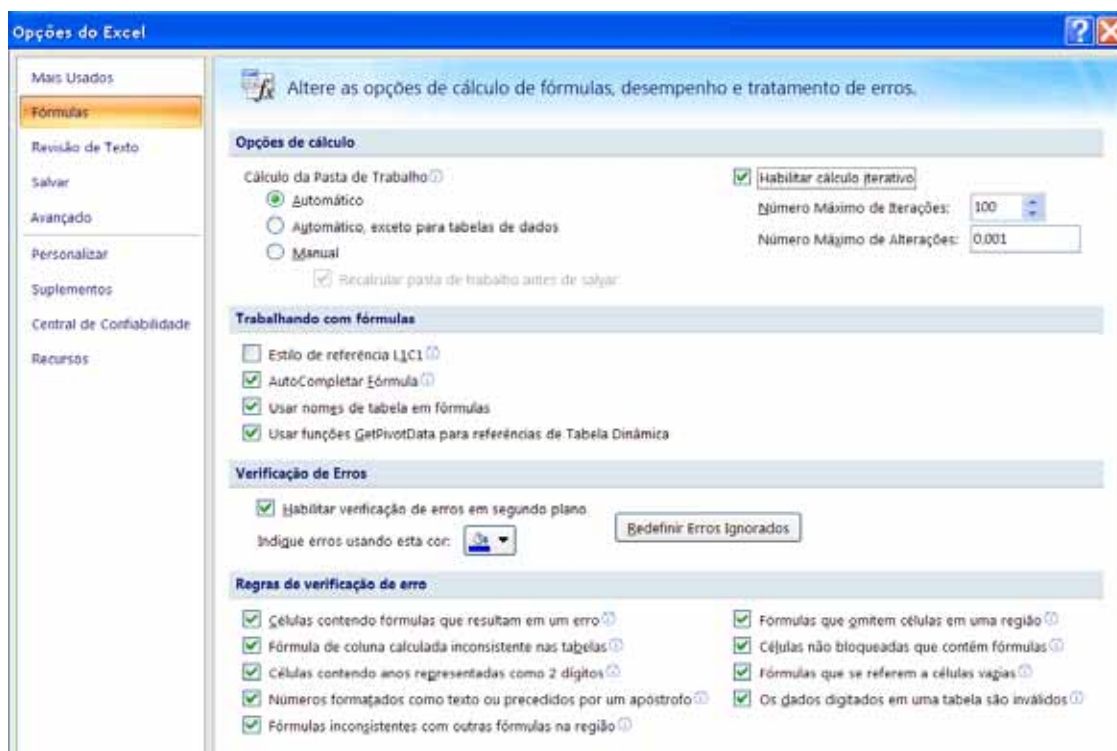 Opções do Excel
Mais Usados
Fórmulas
Revisão de Texto
Salvar
Avançado
Personalizar
Suplementos
Central de Confiabilidade
Recursos
Altere as opções de cálculo de fórmulas, desempenho e tratamento de erros.
Opções de cálculo
Cálculo da Pasta de Trabalho
Automático
Automático, exceto para tabelas de dados
Manual
Recalcular pasta de trabalho antes de salvar
Habilitar cálculo iterativo
Número Máximo de Iterações: 100
Número Máximo de Alterações: 0,001
Trabalhando com fórmulas
Estilo de referência L1C1
AutoCompletar Fórmula
Usar nomes de tabela em fórmulas
Usar funções GetPivotData para referências de Tabela Dinâmica
Verificação de Erros
Habilitar verificação de erros em segundo plano
Indique erros usando esta cor:
Redefinir Erros Ignorados
Regras de verificação de erro
Células contendo fórmulas que resultam em um erro
Fórmula de coluna calculada inconsistente nas tabelas
Células contendo anos representadas como 2 dígitos
Números formatados como texto ou precedidos por um apóstrofo
Fórmulas inconsistentes com outras fórmulas na região
Fórmulas que omitem células em uma região
Células não bloqueadas que contêm fórmulas
Fórmulas que se referem a células vazias
Os dados digitados em uma tabela são inválidos